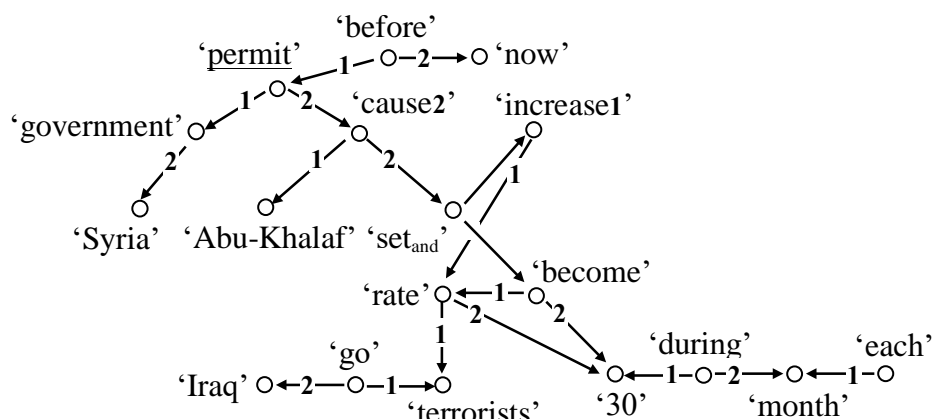 ‘before’
‘permit’ 1 2 ‘now’
1 2 ‘cause2’ ‘increase1’
‘government’
2 1 2 1
‘Syria’ ‘Abu-Khalaf’ ‘setand’
‘become’
‘rate’ 1
2 2
1
‘go’ ‘during’ ‘each’
‘Iraq’ 2 1 1 2 1
‘terrorists’ ‘30’ ‘month’